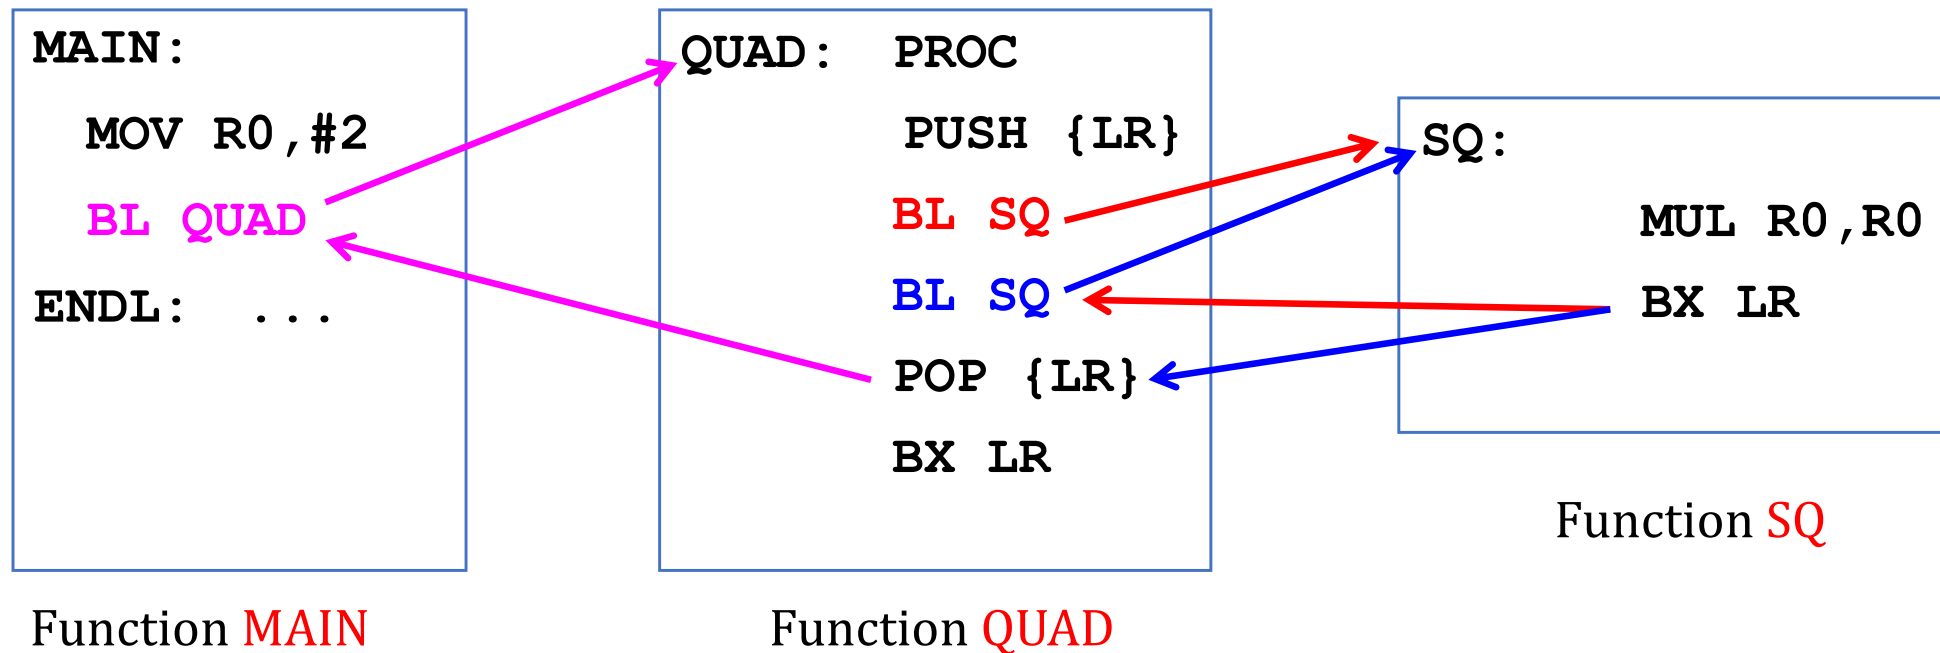 MAIN:
MOV R0,#2
BL QUAD
ENDL: ...
Function MAIN
QUAD: PROC
PUSH {LR}
BL SQ
BL SQ
POP {LR}
BX LR
Function QUAD
SQ:
MUL R0,R0
BX LR
Function SQ